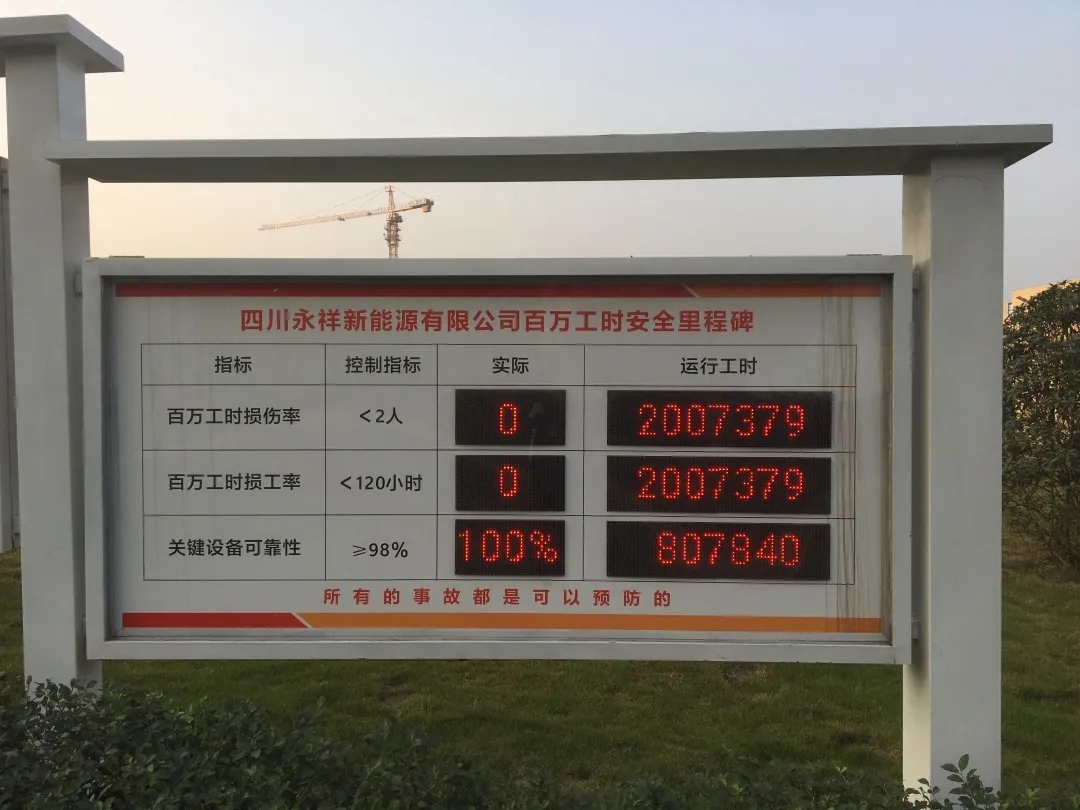 四川永祥新能源有限公司百万工时安全里程碑
指标 控制指标 实际 运行工时
百万工时损伤率 <2人 0 2007379
百万工时损工率 <120小时 0 2007379
关键设备可靠性 ≥98% 100% 807840
所有的事故都是可以预防的